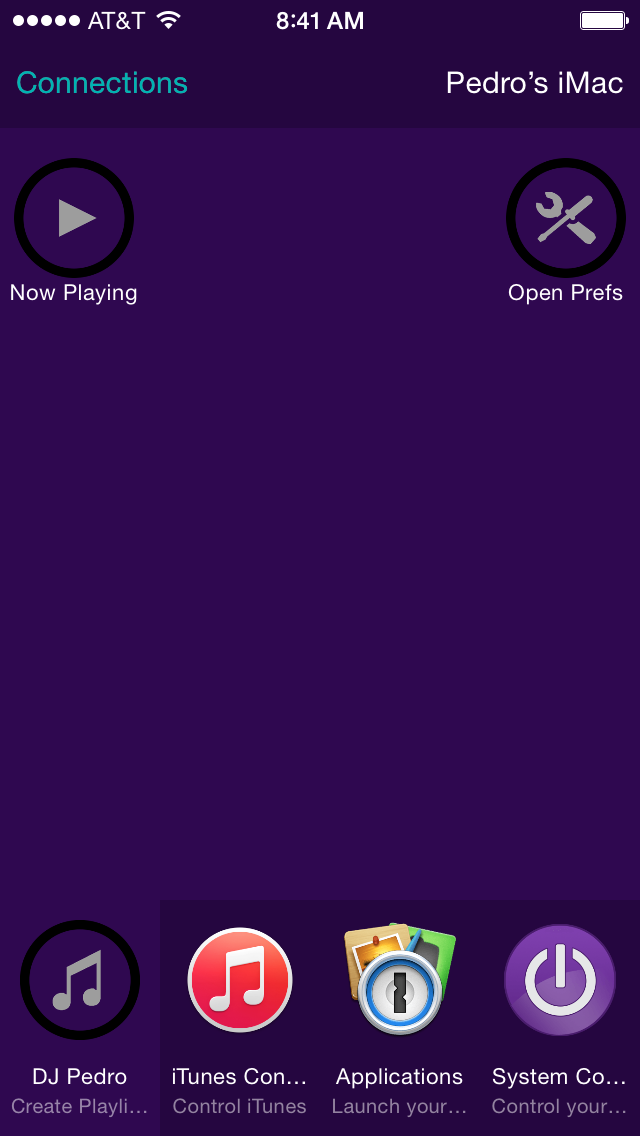 AT&T 8:41 AM
Connections Pedro’s iMac
Now Playing Open Prefs
DJ Pedro iTunes Con… Applications System Co…
Create Playli… Control iTunes Launch your… Control your…